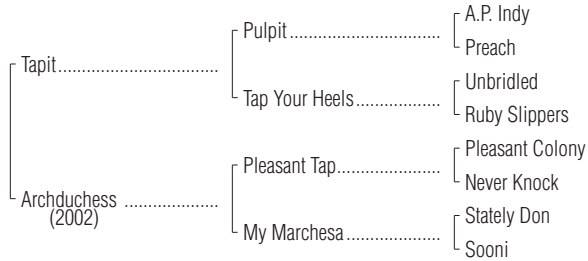 A.P. Indy
Pulpit
Preach
Tapit
Unbridled
Tap Your Heels
Ruby Slippers
Pleasant Colony
Pleasant Tap
Never Knock
Archduchess
(2002)
Stately Don
My Marchesa
Sooni